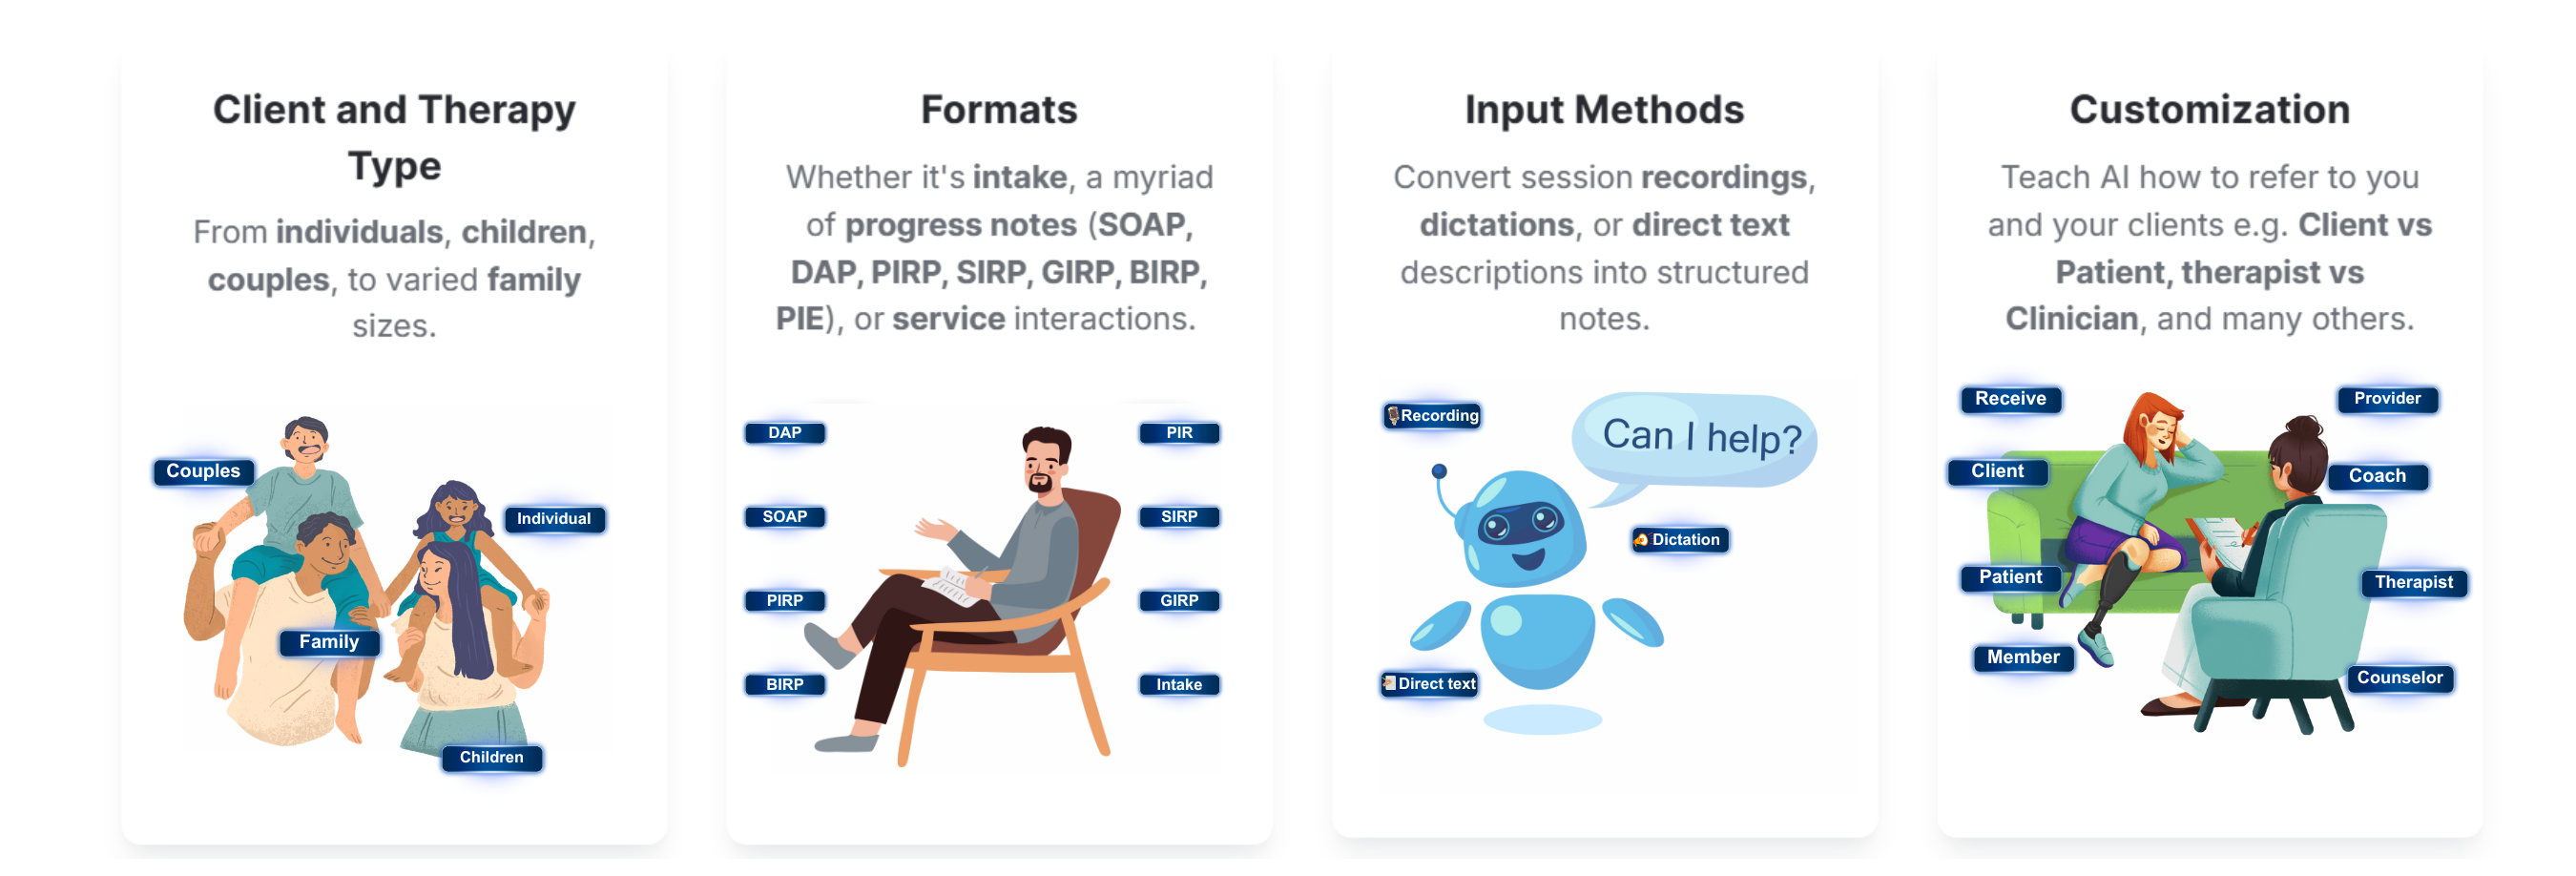 Client and Therapy
Type
From individuals, children,
couples, to varied family
sizes.
Couples
Individual
Family
Children
Formats
Whether it's intake, a myriad
of progress notes (SOAP,
DAP, PIRP, SIRP, GIRP, BIRP,
PIE), or service interactions.
DAP
PIR
SOAP
SIRP
PIRP
GIRP
BIRP
Intake
Input Methods
Convert session recordings,
dictations, or direct text
descriptions into structured
notes.
Recording
Can I help?
Dictation
Direct text
Customization
Teach AI how to refer to you
and your clients e.g. Client vs
Patient, therapist vs
Clinician, and many others.
Receive
Provider
Client
Coach
Patient
Therapist
Member
Counselor